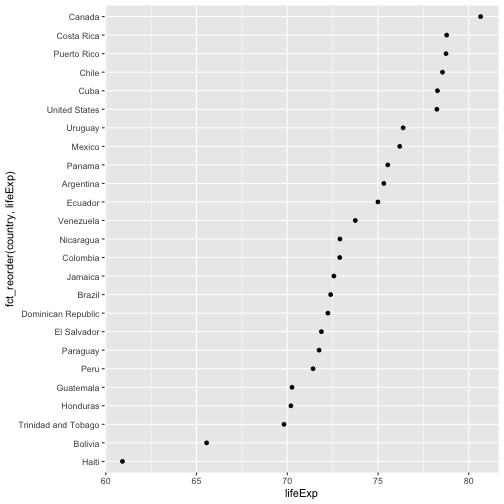 Canada
Costa Rica
Puerto Rico
Chile
Cuba
United States
Uruguay
Mexico
Panama
Argentina
Ecuador
Venezuela
Nicaragua
Colombia
Jamaica
Brazil
Dominican Republic
El Salvador
Paraguay
Peru
Guatemala
Honduras
Trinidad and Tobago
Bolivia
Haiti
fct_reorder(country, lifeExp)
60 65 70 75 80
lifeExp